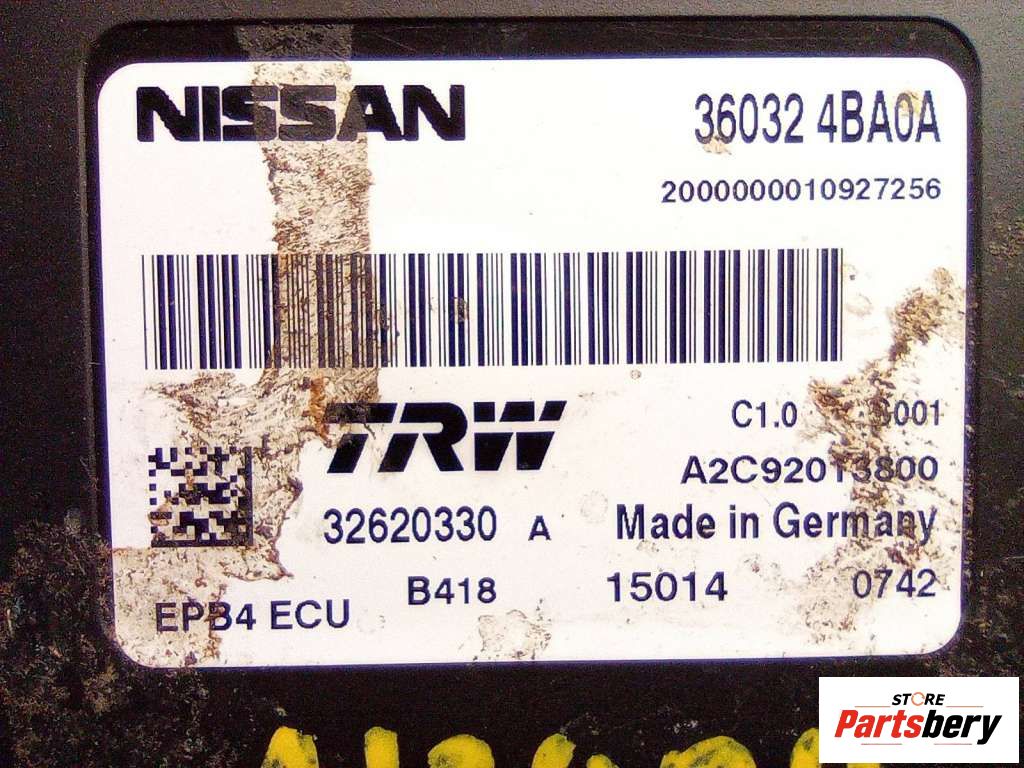 NISSAN 36032 4BA0A
2000000010927256
TRW C1.0 001
A2C92013800
32620330 A Made in Germany
B418 15014 0742
EPB4 ECU
STORE
Partsbery